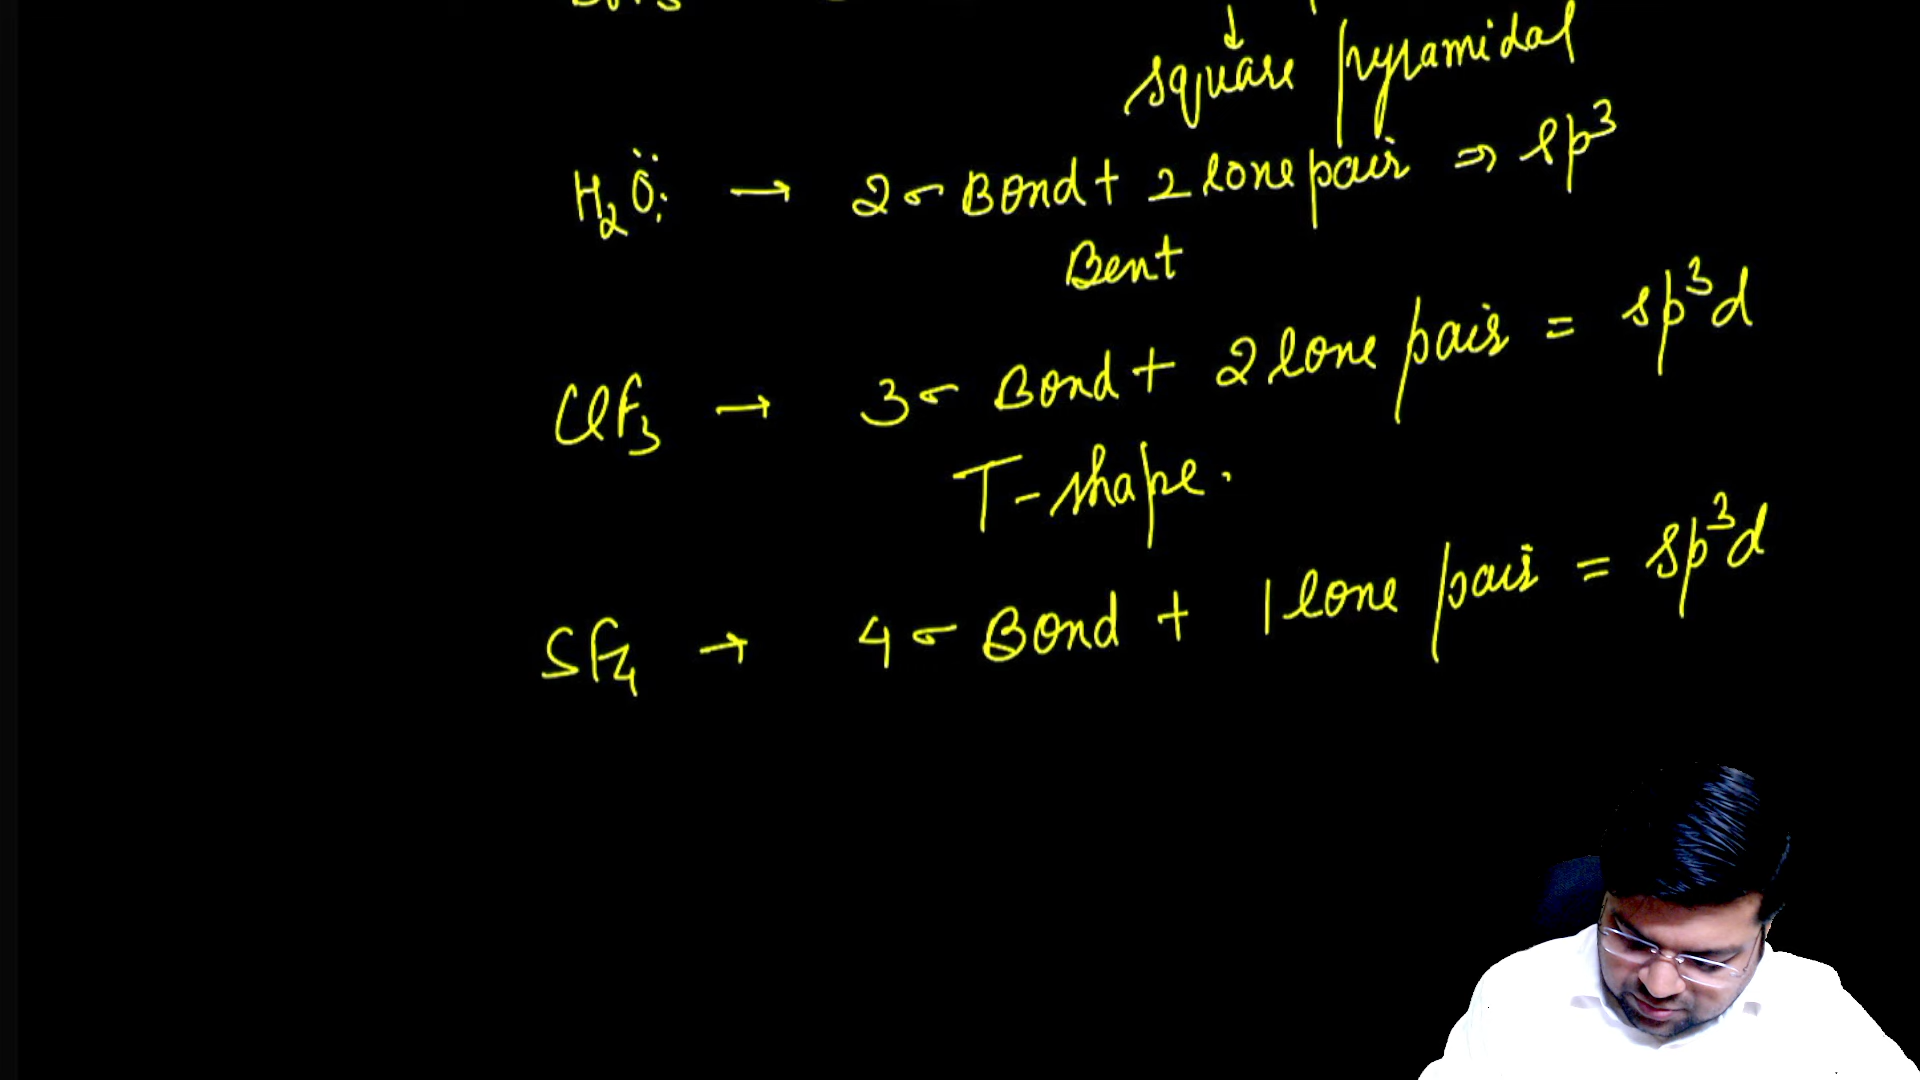 square pyramidal
H₂Ö: → 2σ Bond + 2 lone pair ⇒ sp³
Bent
ClF₃ → 3σ Bond + 2 lone pair = sp³d
T-shape.
SF₄ → 4σ Bond + 1 lone pair = sp³d